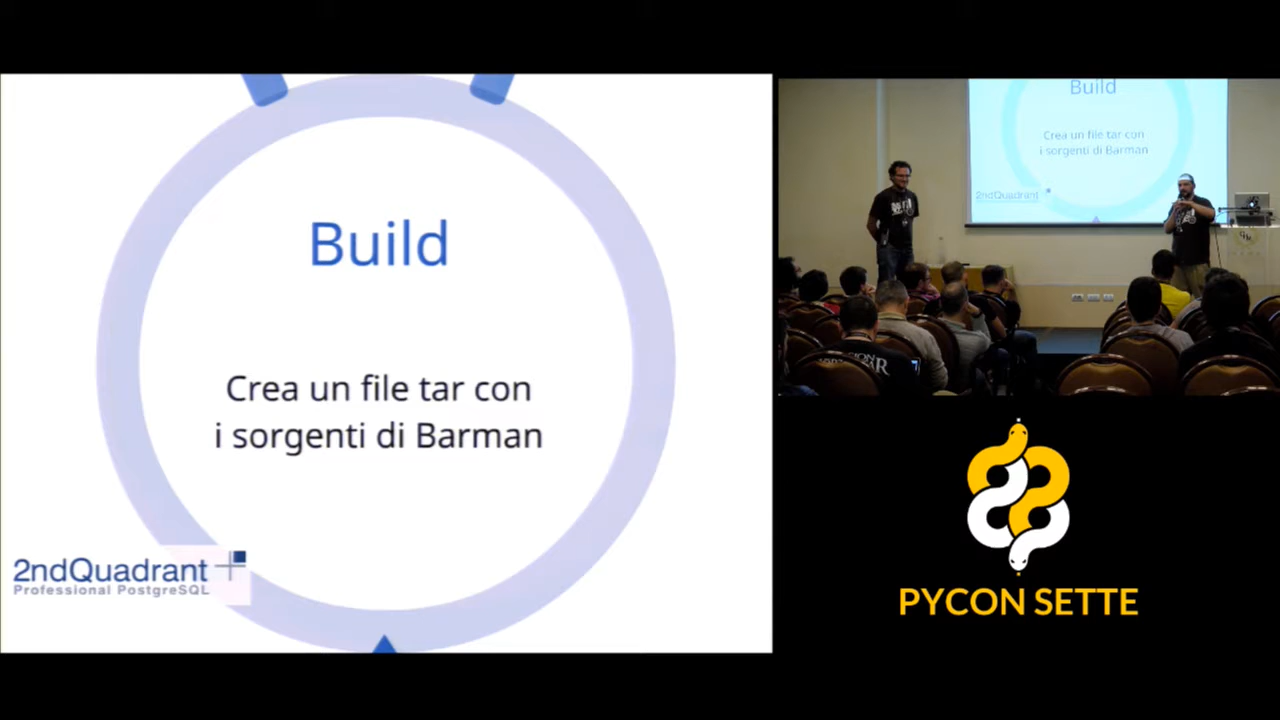 Build
Crea un file tar con
i sorgenti di Barman
2ndQuadrant
Professional PostgreSQL
Build
Crea un file tar con
i sorgenti di Barman
2ndQuadrant
PYCON SETTE